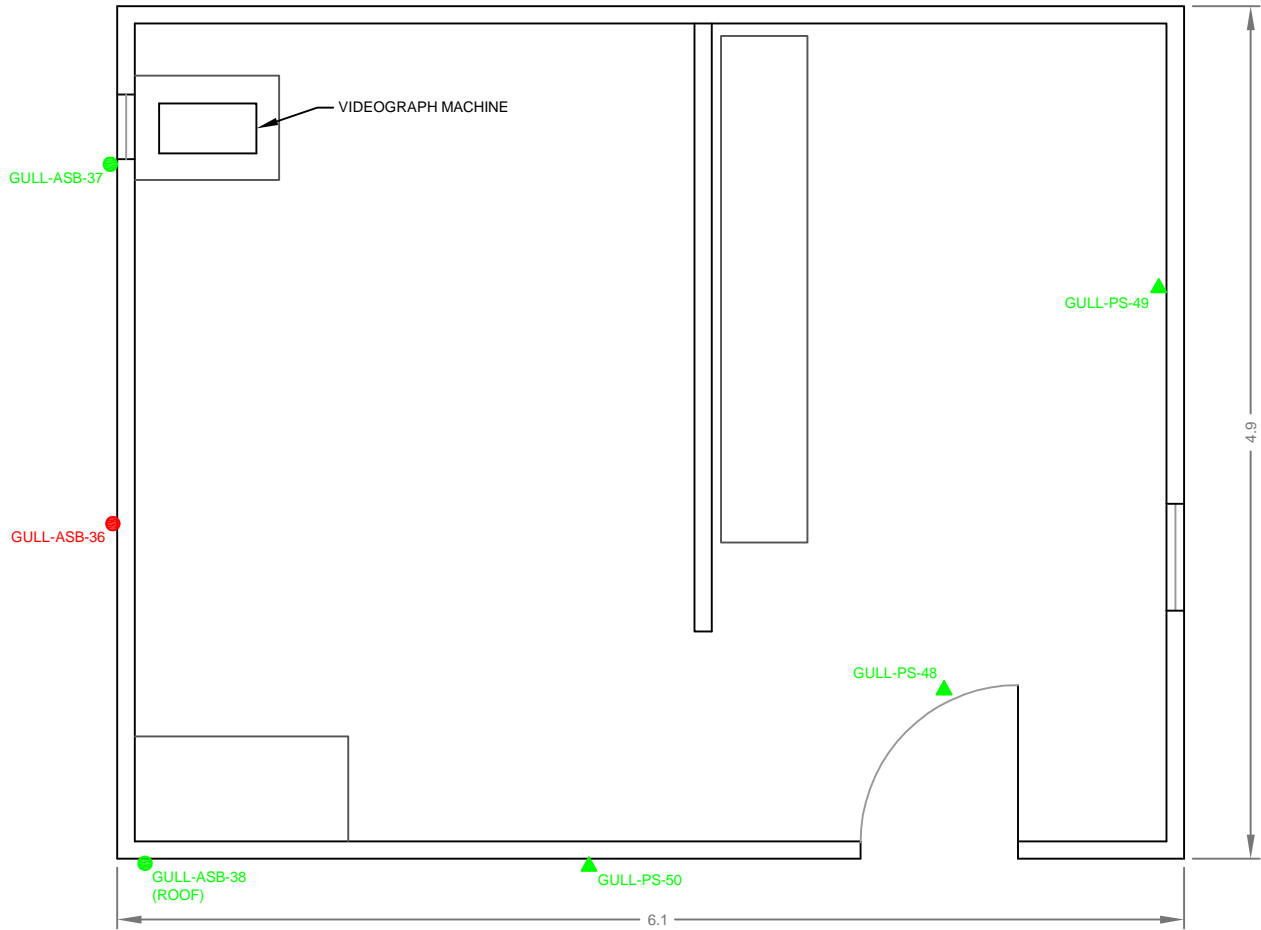 VIDEOGRAPH MACHINE
GULL-ASB-37
GULL-PS-49
4.9
GULL-ASB-36
GULL-PS-48
GULL-ASB-38
(ROOF)
GULL-PS-50
6.1